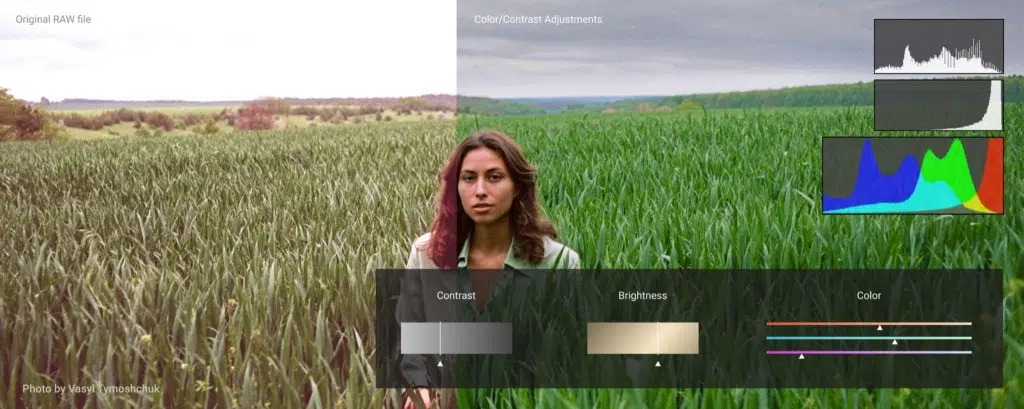 Original RAW file
Color/Contrast Adjustments
Contrast
Brightness
Color
Photo by Vasyl Tymoshchuk